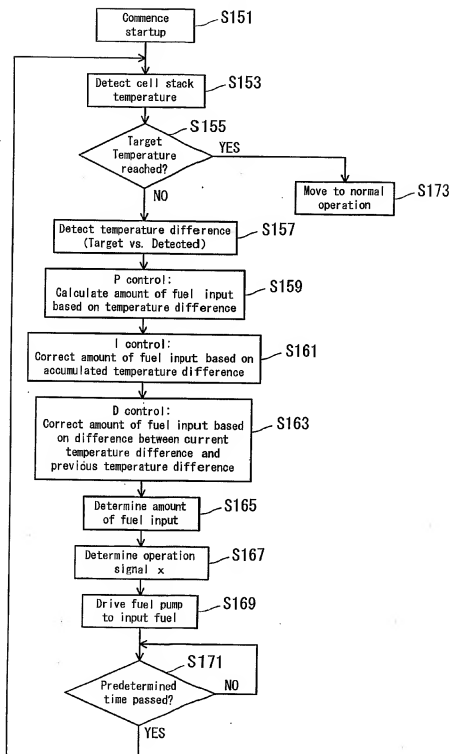 Commence
startup
S151
Detect cell stack
temperature
S153
S155
Target
Temperature
reached?
YES
NO
Move to normal
operation
S173
Detect temperature difference
(Target vs. Detected)
S157
P control:
Calculate amount of fuel input
based on temperature difference
S159
I control:
Correct amount of fuel input based on
accumulated temperature difference
S161
D control:
Correct amount of fuel input based
on difference between current
temperature difference and
previous temperature difference
S163
Determine amount
of fuel input
S165
Determine operation
signal x
S167
Drive fuel pump
to input fuel
S169
S171
Predetermined
time passed?
NO
YES